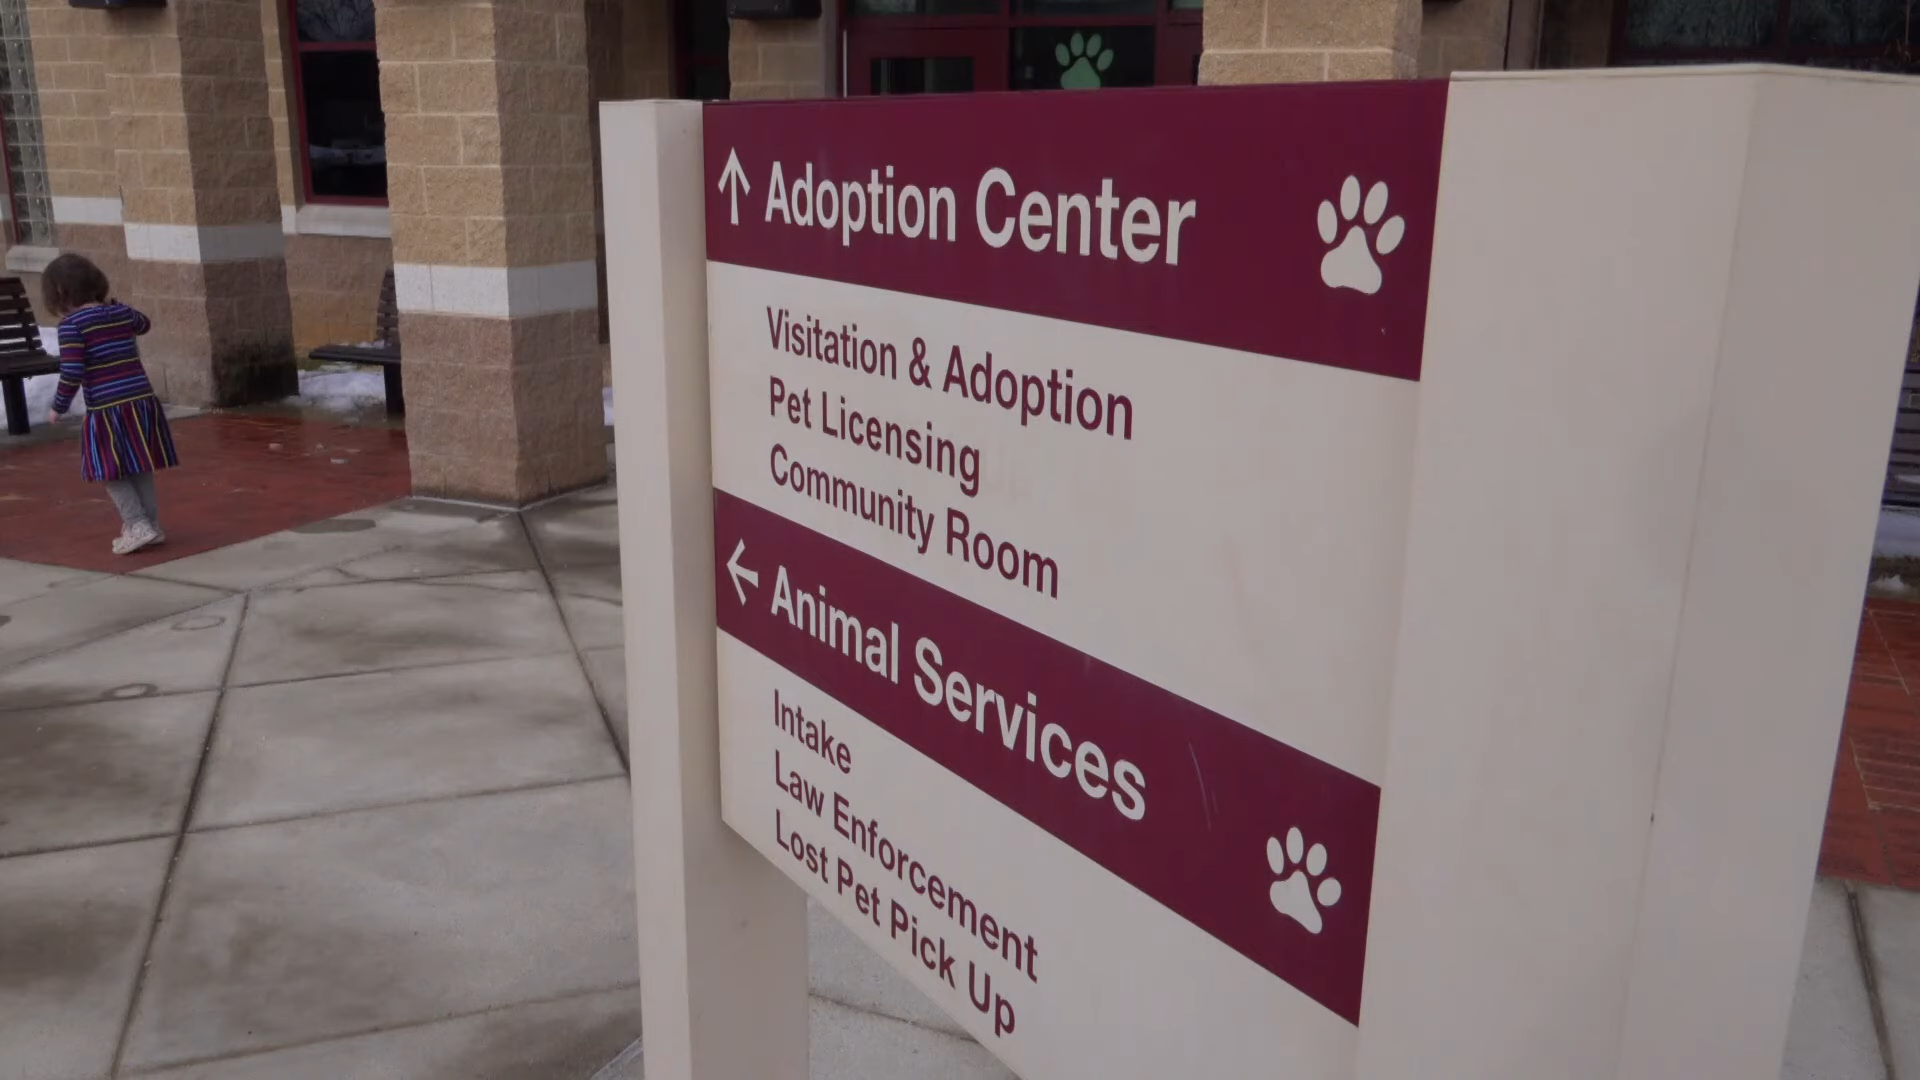 ↑ Adoption Center
Visitation & Adoption
Pet Licensing
Community Room
← Animal Services
Intake
Law Enforcement
Lost Pet Pick Up